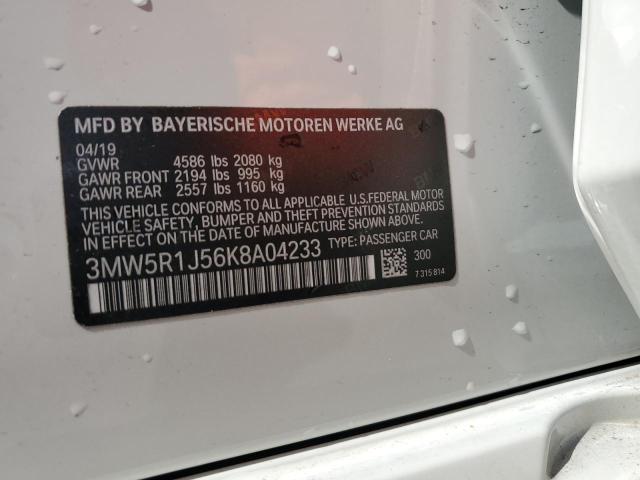 MFD BY BAYERISCHE MOTOREN WERKE AG
04/19
GVWR 4586 lbs 2080 kg
GAWR FRONT 2194 lbs 995 kg
GAWR REAR 2557 lbs 1160 kg
THIS VEHICLE CONFORMS TO ALL APPLICABLE U.S.FEDERAL MOTOR
VEHICLE SAFETY, BUMPER AND THEFT PREVENTION STANDARDS
IN EFFECT ON THE DATE OF MANUFACTURE SHOWN ABOVE.
3MW5R1J56K8A04233 TYPE: PASSENGER CAR
300
7 315 814